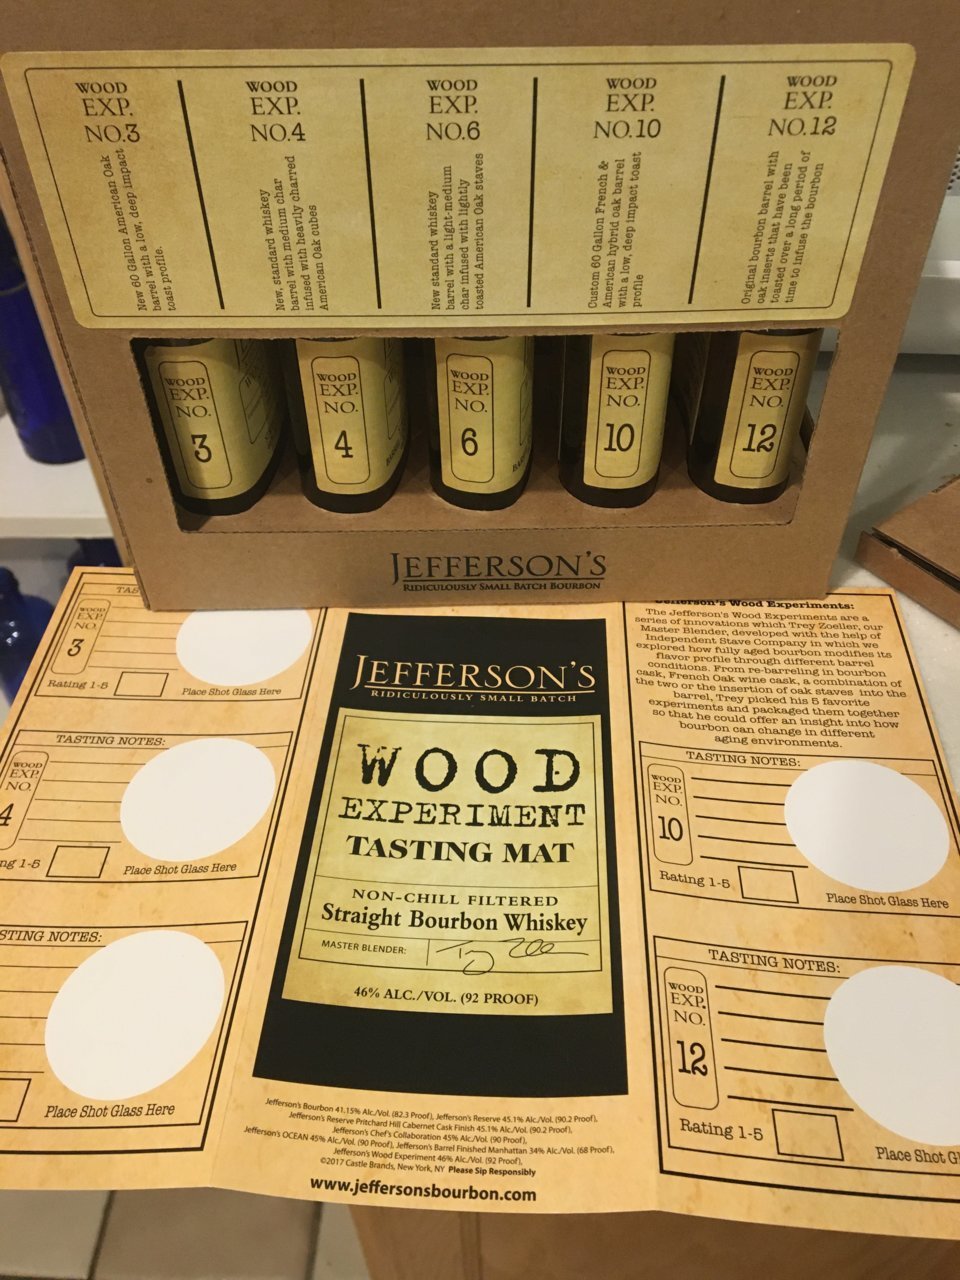 WOOD
EXP.
NO.3
New 60 Gallon American Oak
barrel with a low, deep impact
toast profile.
WOOD
EXP.
NO.4
New, standard whiskey
barrel with medium char
infused with heavily charred
American Oak cubes
WOOD
EXP.
NO.6
New standard whiskey
barrel with a light-medium
char infused with lightly
toasted American Oak staves
WOOD
EXP.
NO.10
Custom 60 Gallon French &
American hybrid oak barrel
with a low, deep impact toast
profile
WOOD
EXP.
NO.12
Original bourbon barrel with
oak inserts that have been
toasted over a long period of
time to infuse the bourbon
WOOD
EXP.
NO.
3
WOOD
EXP.
NO.
4
WOOD
EXP.
NO.
6
WOOD
EXP.
NO.
10
WOOD
EXP.
NO.
12
JEFFERSON'S
RIDICULOUSLY SMALL BATCH BOURBON
TAS
WOOD
EXP.
NO.
3
Rating 1-5
Place Shot Glass Here
TASTING NOTES:
WOOD
EXP.
NO.
4
ng 1-5
Place Shot Glass Here
STING NOTES:
Place Shot Glass Here
JEFFERSON'S
RIDICULOUSLY SMALL BATCH
WOOD
EXPERIMENT
TASTING MAT
NON-CHILL FILTERED
Straight Bourbon Whiskey
MASTER BLENDER:
46% ALC./VOL. (92 PROOF)
Jefferson's Bourbon 41.15% Alc./Vol. (82.3 Proof), Jefferson's Reserve 45.1% Alc./Vol. (90.2 Proof),
Jefferson's Reserve Pritchard Hill Cabernet Cask Finish 45.1% Alc./Vol. (90.2 Proof),
Jefferson's Chef's Collaboration 45% Alc./Vol. (90 Proof),
Jefferson's OCEAN 45% Alc./Vol. (90 Proof), Jefferson's Barrel Finished Manhattan 34% Alc./Vol. (68 Proof),
Jefferson's Wood Experiment 46% Alc./Vol. (92 Proof),
©2017 Castle Brands, New York, NY Please Sip Responsibly
www.jeffersonsbourbon.com
Jefferson's Wood Experiments:
The Jefferson's Wood Experiments are a
series of innovations which Trey Zoeller, our
Master Blender, developed with the help of
Independent Stave Company in which we
explored how fully aged bourbon modifies its
flavor profile through different barrel
conditions. From re-barreling in bourbon
cask, French Oak wine cask, a combination of
the two or the insertion of oak staves into the
barrel, Trey picked his 5 favorite
experiments and packaged them together
so that he could offer an insight into how
bourbon can change in different
aging environments.
TASTING NOTES:
WOOD
EXP.
NO.
10
Rating 1-5
Place Shot Glass Here
TASTING NOTES:
WOOD
EXP.
NO.
12
Rating 1-5
Place Shot G